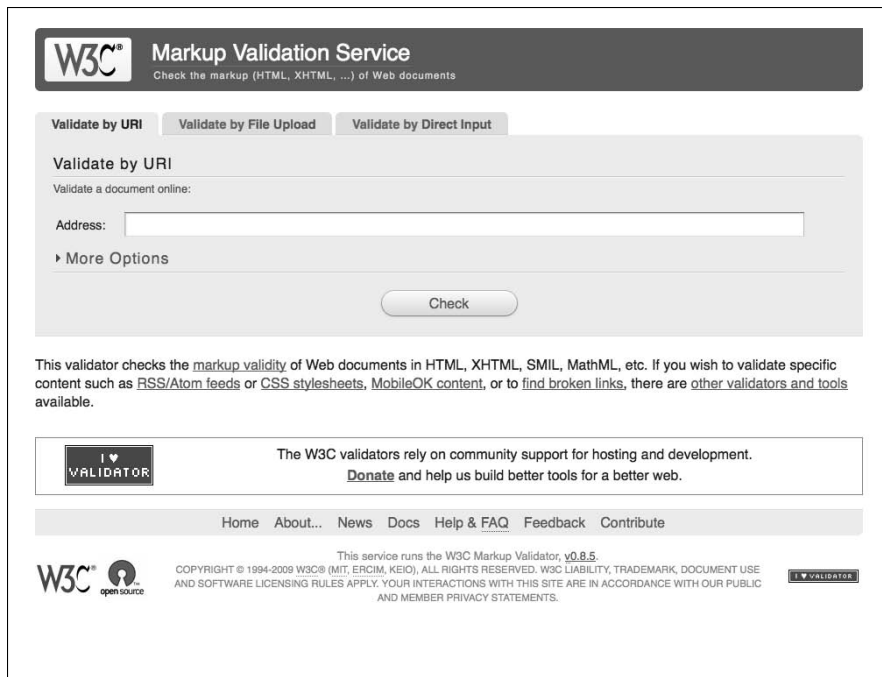 W3C®
Markup Validation Service
Check the markup (HTML, XHTML, ...) of Web documents
Validate by URI
Validate by File Upload
Validate by Direct Input
Validate by URI
Validate a document online:
Address:
More Options
Check
This validator checks the markup validity of Web documents in HTML, XHTML, SMIL, MathML, etc. If you wish to validate specific
content such as RSS/Atom feeds or CSS stylesheets, MobileOK content, or to find broken links, there are other validators and tools
available.
I ♥
VALIDATOR
The W3C validators rely on community support for hosting and development.
Donate and help us build better tools for a better web.
Home About... News Docs Help & FAQ Feedback Contribute
W3C®
open source
This service runs the W3C Markup Validator, v0.8.5.
COPYRIGHT © 1994-2009 W3C® (MIT, ERCIM, KEIO), ALL RIGHTS RESERVED. W3C LIABILITY, TRADEMARK, DOCUMENT USE
AND SOFTWARE LICENSING RULES APPLY. YOUR INTERACTIONS WITH THIS SITE ARE IN ACCORDANCE WITH OUR PUBLIC
AND MEMBER PRIVACY STATEMENTS.
I ♥ VALIDATOR